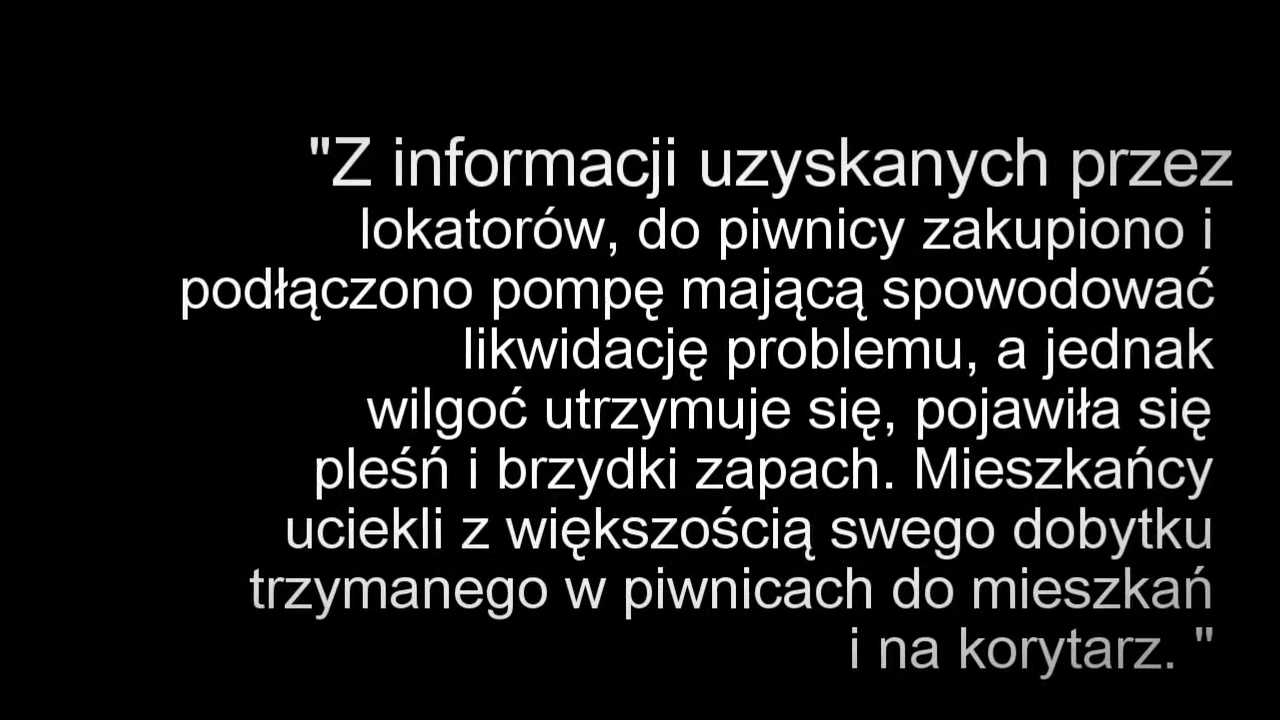 "Z informacji uzyskanych przez
lokatorów, do piwnicy zakupiono i
podłączono pompę mającą spowodować
likwidację problemu, a jednak
wilgoć utrzymuje się, pojawiła się
pleśń i brzydki zapach. Mieszkańcy
uciekli z większością swego dobytku
trzymanego w piwnicach do mieszkań
i na korytarz. "